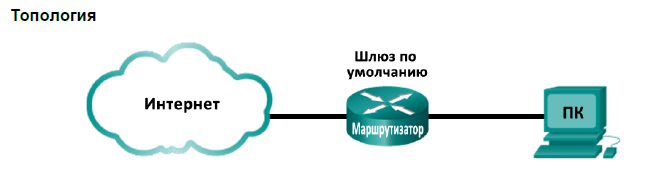 Топология
Шлюз по
умолчанию
Интернет
Маршрутизатор
ПК